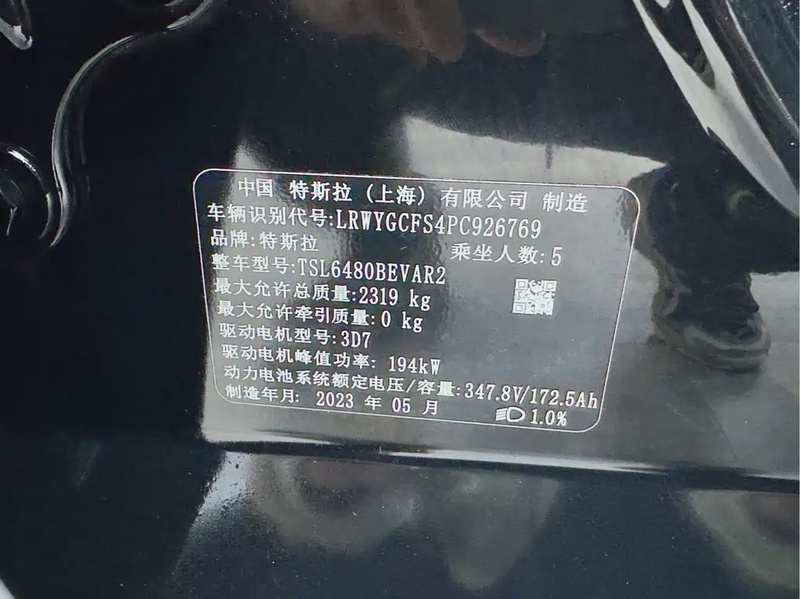 中国 特斯拉（上海）有限公司 制造
车辆识别代号:LRWYGCFS4PC926769
品牌:特斯拉 乘坐人数:5
整车型号:TSL6480BEVAR2
最大允许总质量:2319 kg
最大允许牵引质量:0 kg
驱动电机型号:3D7
驱动电机峰值功率: 194kW
动力电池系统额定电压/容量:347.8V/172.5Ah
制造年月: 2023 年 05 月 1.0%